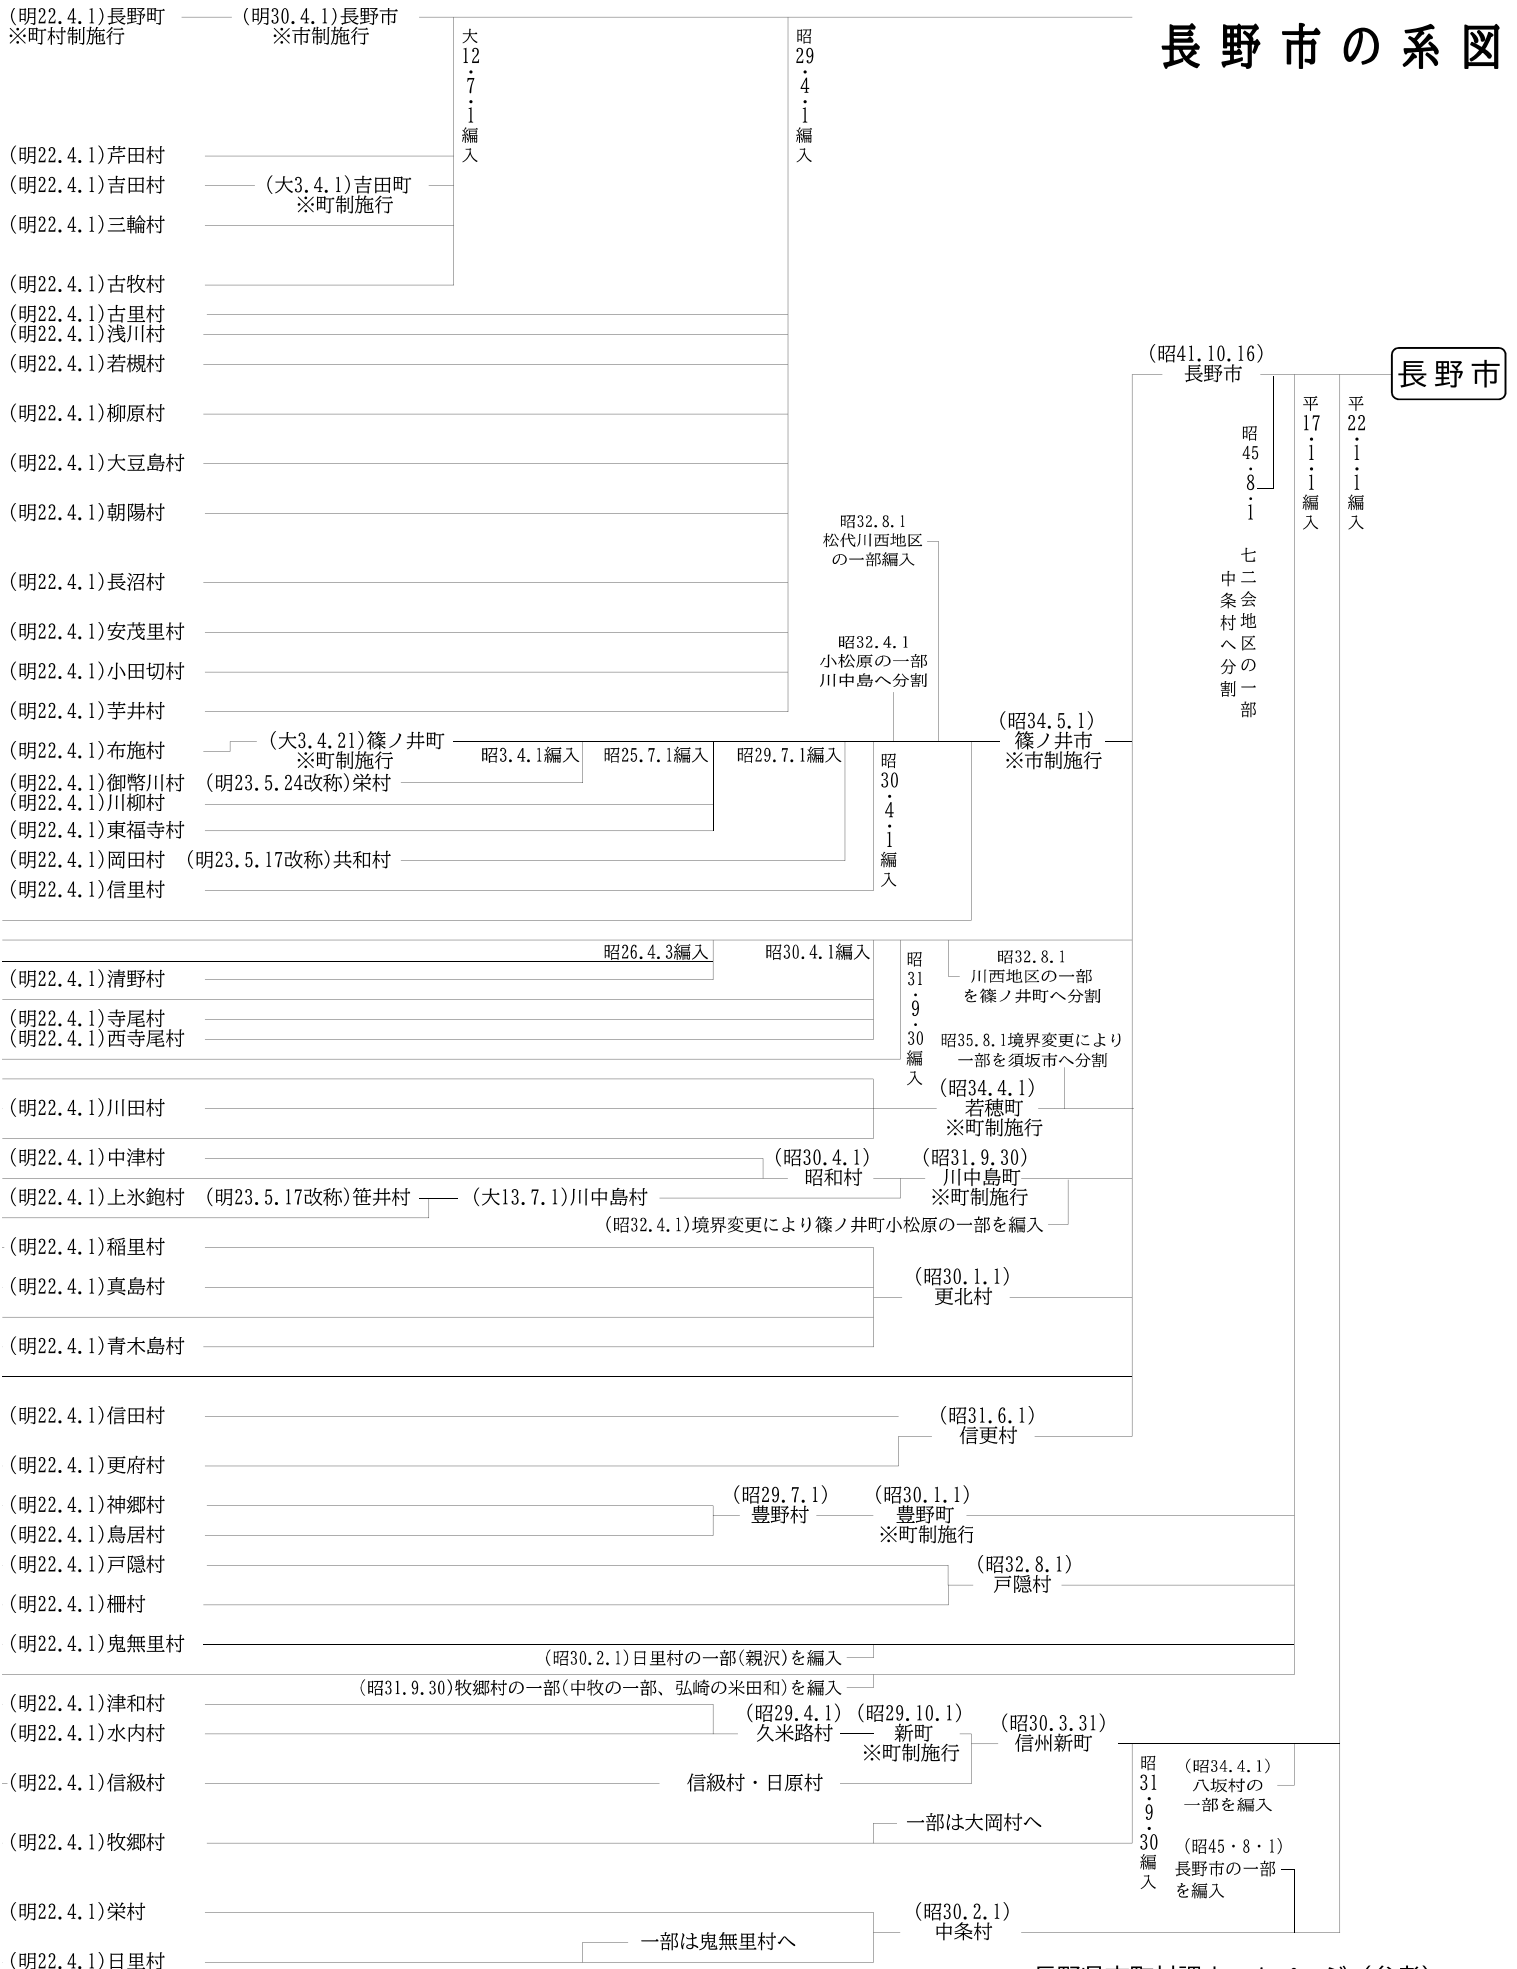 長野市の系図
(明22.4.1)長野町
※町村制施行
(明30.4.1)長野市
※市制施行
大12・7・1編入
昭29・4・1編入
(明22.4.1)芹田村
(明22.4.1)吉田村
(大3.4.1)吉田町
※町制施行
(明22.4.1)三輪村
(明22.4.1)古牧村
(明22.4.1)古里村
(明22.4.1)浅川村
(明22.4.1)若槻村
(昭41.10.16)
長野市
長野市
平17・1・1編入
平22・1・1編入
昭45・8・1 七二会地区の一部
中条村へ分割
(明22.4.1)柳原村
(明22.4.1)大豆島村
(明22.4.1)朝陽村
昭32.8.1
松代川西地区
の一部編入
(明22.4.1)長沼村
(明22.4.1)安茂里村
昭32.4.1
小松原の一部
川中島へ分割
(明22.4.1)小田切村
(明22.4.1)芋井村
(明22.4.1)布施村
(大3.4.21)篠ノ井町
※町制施行
昭3.4.1編入
昭25.7.1編入
昭29.7.1編入
昭30・4・1編入
(昭34.5.1)
篠ノ井市
※市制施行
(明22.4.1)御幣川村 (明23.5.24改称)栄村
(明22.4.1)川柳村
(明22.4.1)東福寺村
(明22.4.1)岡田村 (明23.5.17改称)共和村
(明22.4.1)信里村
昭26.4.3編入
昭30.4.1編入
昭31・9・30編入
昭32.8.1
川西地区の一部
を篠ノ井町へ分割
(明22.4.1)清野村
(明22.4.1)寺尾村
(明22.4.1)西寺尾村
昭35.8.1境界変更により
一部を須坂市へ分割
(明22.4.1)川田村
(昭34.4.1)
若穂町
※町制施行
(明22.4.1)中津村
(昭30.4.1)
昭和村
(昭31.9.30)
川中島町
※町制施行
(明22.4.1)上氷鉋村 (明23.5.17改称)笹井村
(大13.7.1)川中島村
(昭32.4.1)境界変更により篠ノ井町小松原の一部を編入
(明22.4.1)稲里村
(明22.4.1)真島村
(昭30.1.1)
更北村
(明22.4.1)青木島村
(明22.4.1)信田村
(昭31.6.1)
信更村
(明22.4.1)更府村
(明22.4.1)神郷村
(昭29.7.1)
豊野村
(昭30.1.1)
豊野町
※町制施行
(明22.4.1)鳥居村
(明22.4.1)戸隠村
(昭32.8.1)
戸隠村
(明22.4.1)柵村
(明22.4.1)鬼無里村
(昭30.2.1)日里村の一部(親沢)を編入
(昭31.9.30)牧郷村の一部(中牧の一部、弘崎の米田和)を編入
(明22.4.1)津和村
(明22.4.1)水内村
(昭29.4.1)
久米路村
(昭29.10.1)
新町
※町制施行
(昭30.3.31)
信州新町
(明22.4.1)信級村
信級村・日原村
昭31・9・30編入
(昭34.4.1)
八坂村の
一部を編入
(明22.4.1)牧郷村
一部は大岡村へ
(昭45・8・1)
長野市の一部
を編入
(明22.4.1)栄村
(昭30.2.1)
中条村
一部は鬼無里村へ
(明22.4.1)日里村